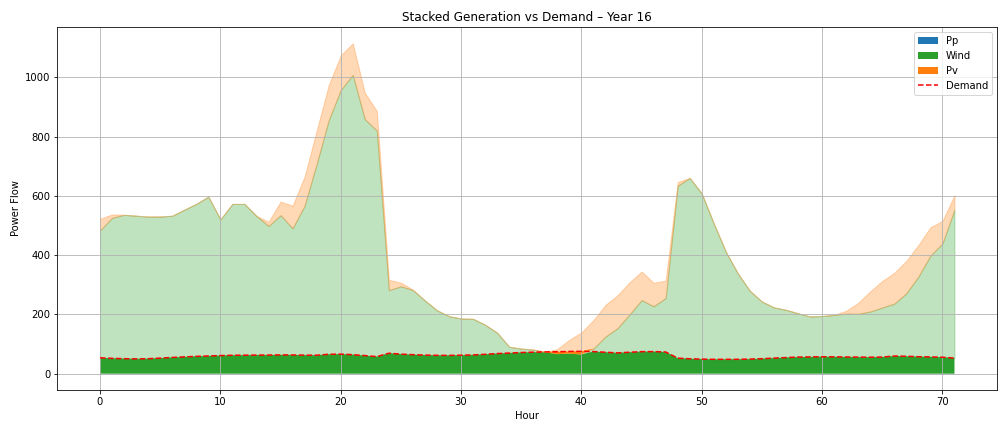 Stacked Generation vs Demand – Year 16
Pp
Wind
Pv
Demand
Power Flow
1000
800
600
400
200
0
0 10 20 30 40 50 60 70
Hour